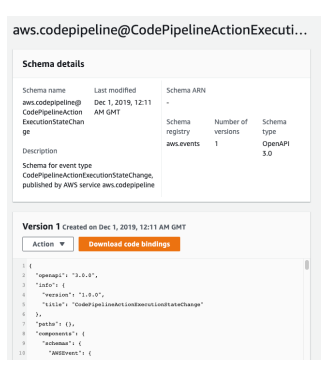 aws.codepipeline@CodePipelineActionExecuti...
Schema details
Schema name
aws.codepipeline@
CodePipelineAction
ExecutionStateChan
ge
Last modified
Dec 1, 2019, 12:11
AM GMT
Schema ARN
-
Schema
registry
aws.events
Number of
versions
1
Schema
type
OpenAPI
3.0
Description
Schema for event type
CodePipelineActionExecutionStateChange,
published by AWS service aws.codepipeline
Version 1 Created on Dec 1, 2019, 12:11 AM GMT
Action ▼
Download code bindings
1 {
2 "openapi": "3.0.0",
3 "info": {
4 "version": "1.0.0",
5 "title": "CodePipelineActionExecutionStateChange"
6 },
7 "paths": {},
8 "components": {
9 "schemas": {
10 "AWSEvent": {